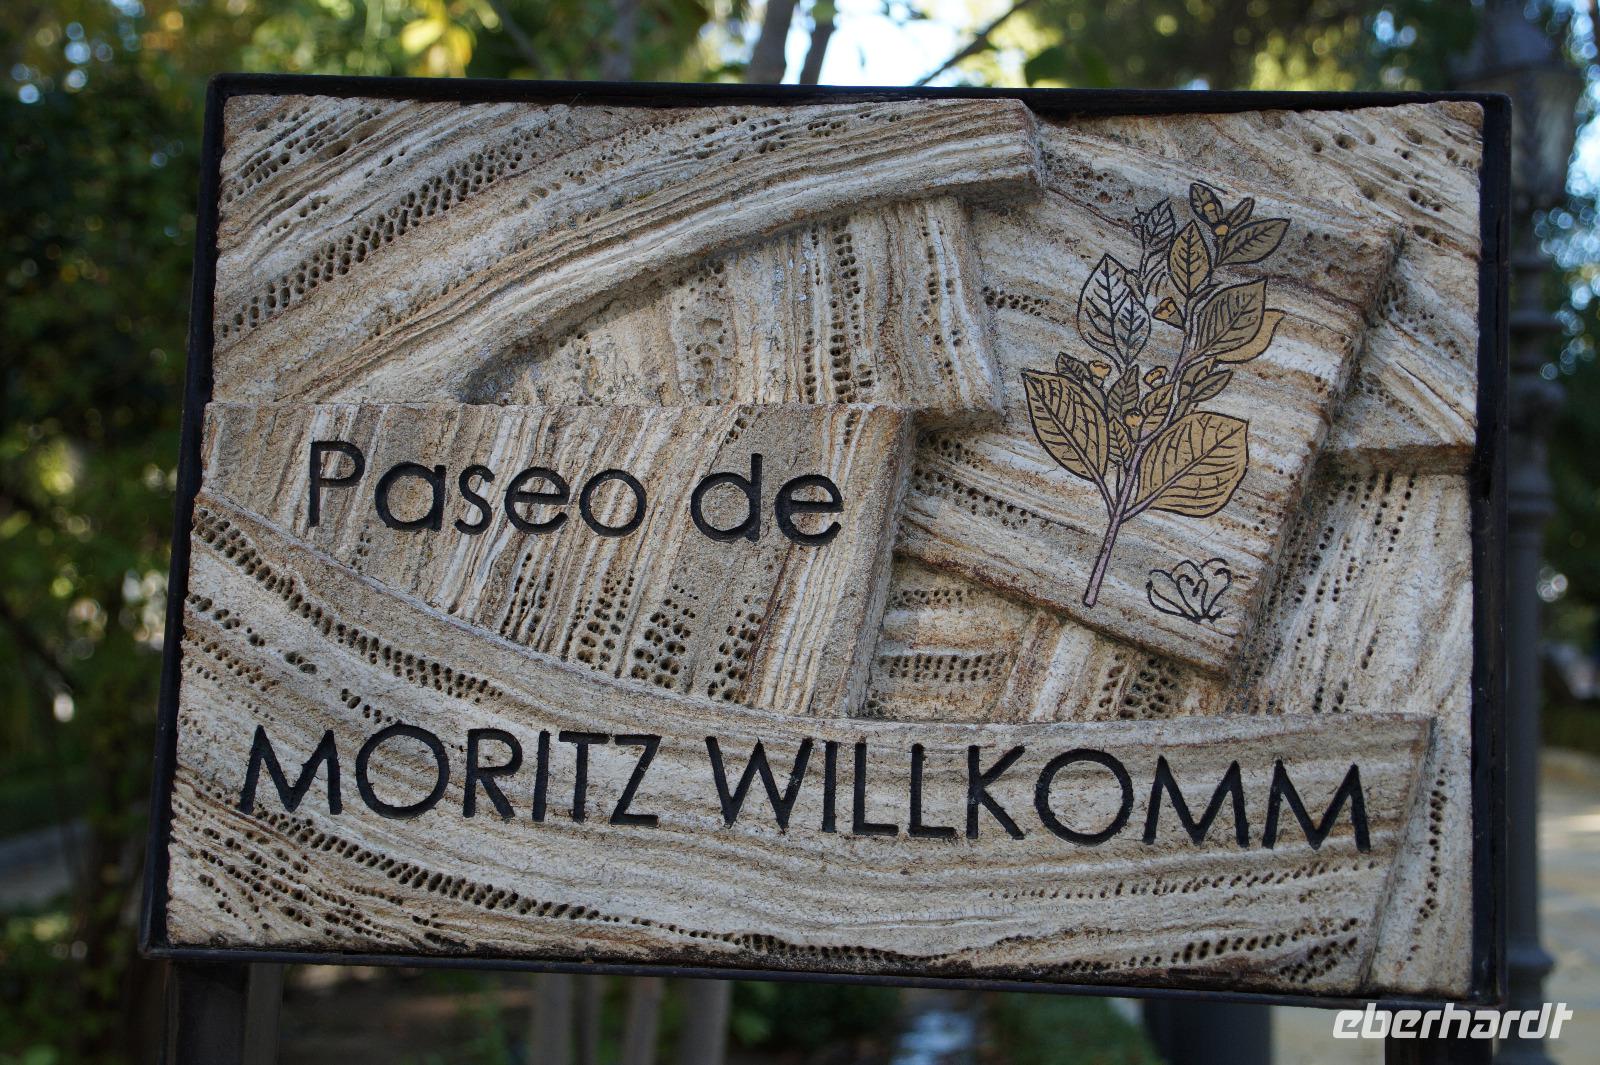 Paseo de
MORITZ WILLKOMM
eberhardt